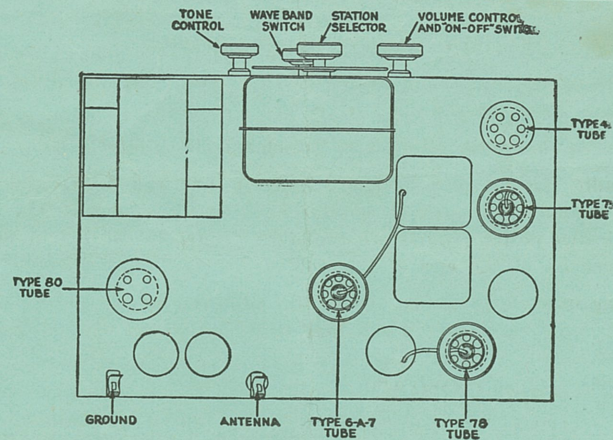 TONE
CONTROL
WAVE BAND
SWITCH
STATION
SELECTOR
VOLUME CONTROL
AND "ON-OFF" SWITCH
TYPE 4
TUBE
TYPE 7
TUBE
TYPE 80
TUBE
GROUND
ANTENNA
TYPE 6-A-7
TUBE
TYPE 78
TUBE